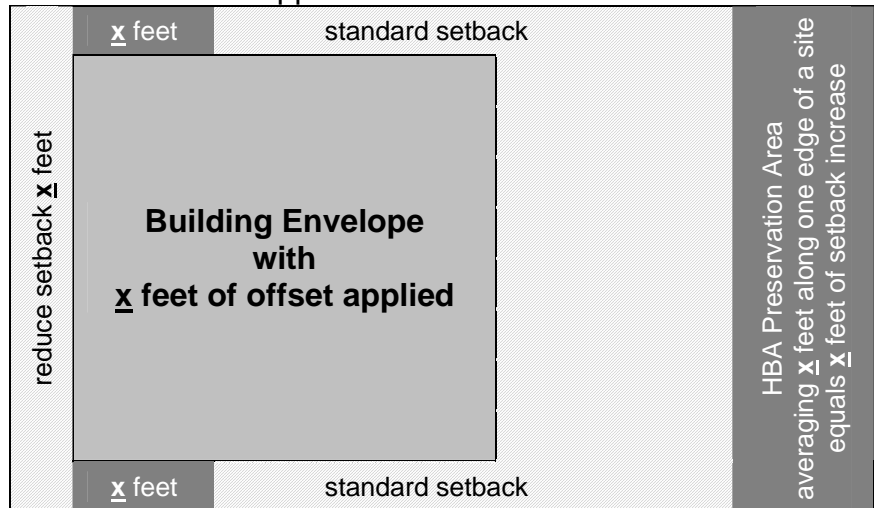 x feet
standard setback
reduce setback x feet
Building Envelope
with
x feet of offset applied
HBA Preservation Area
averaging x feet along one edge of a site
equals x feet of setback increase
x feet
standard setback